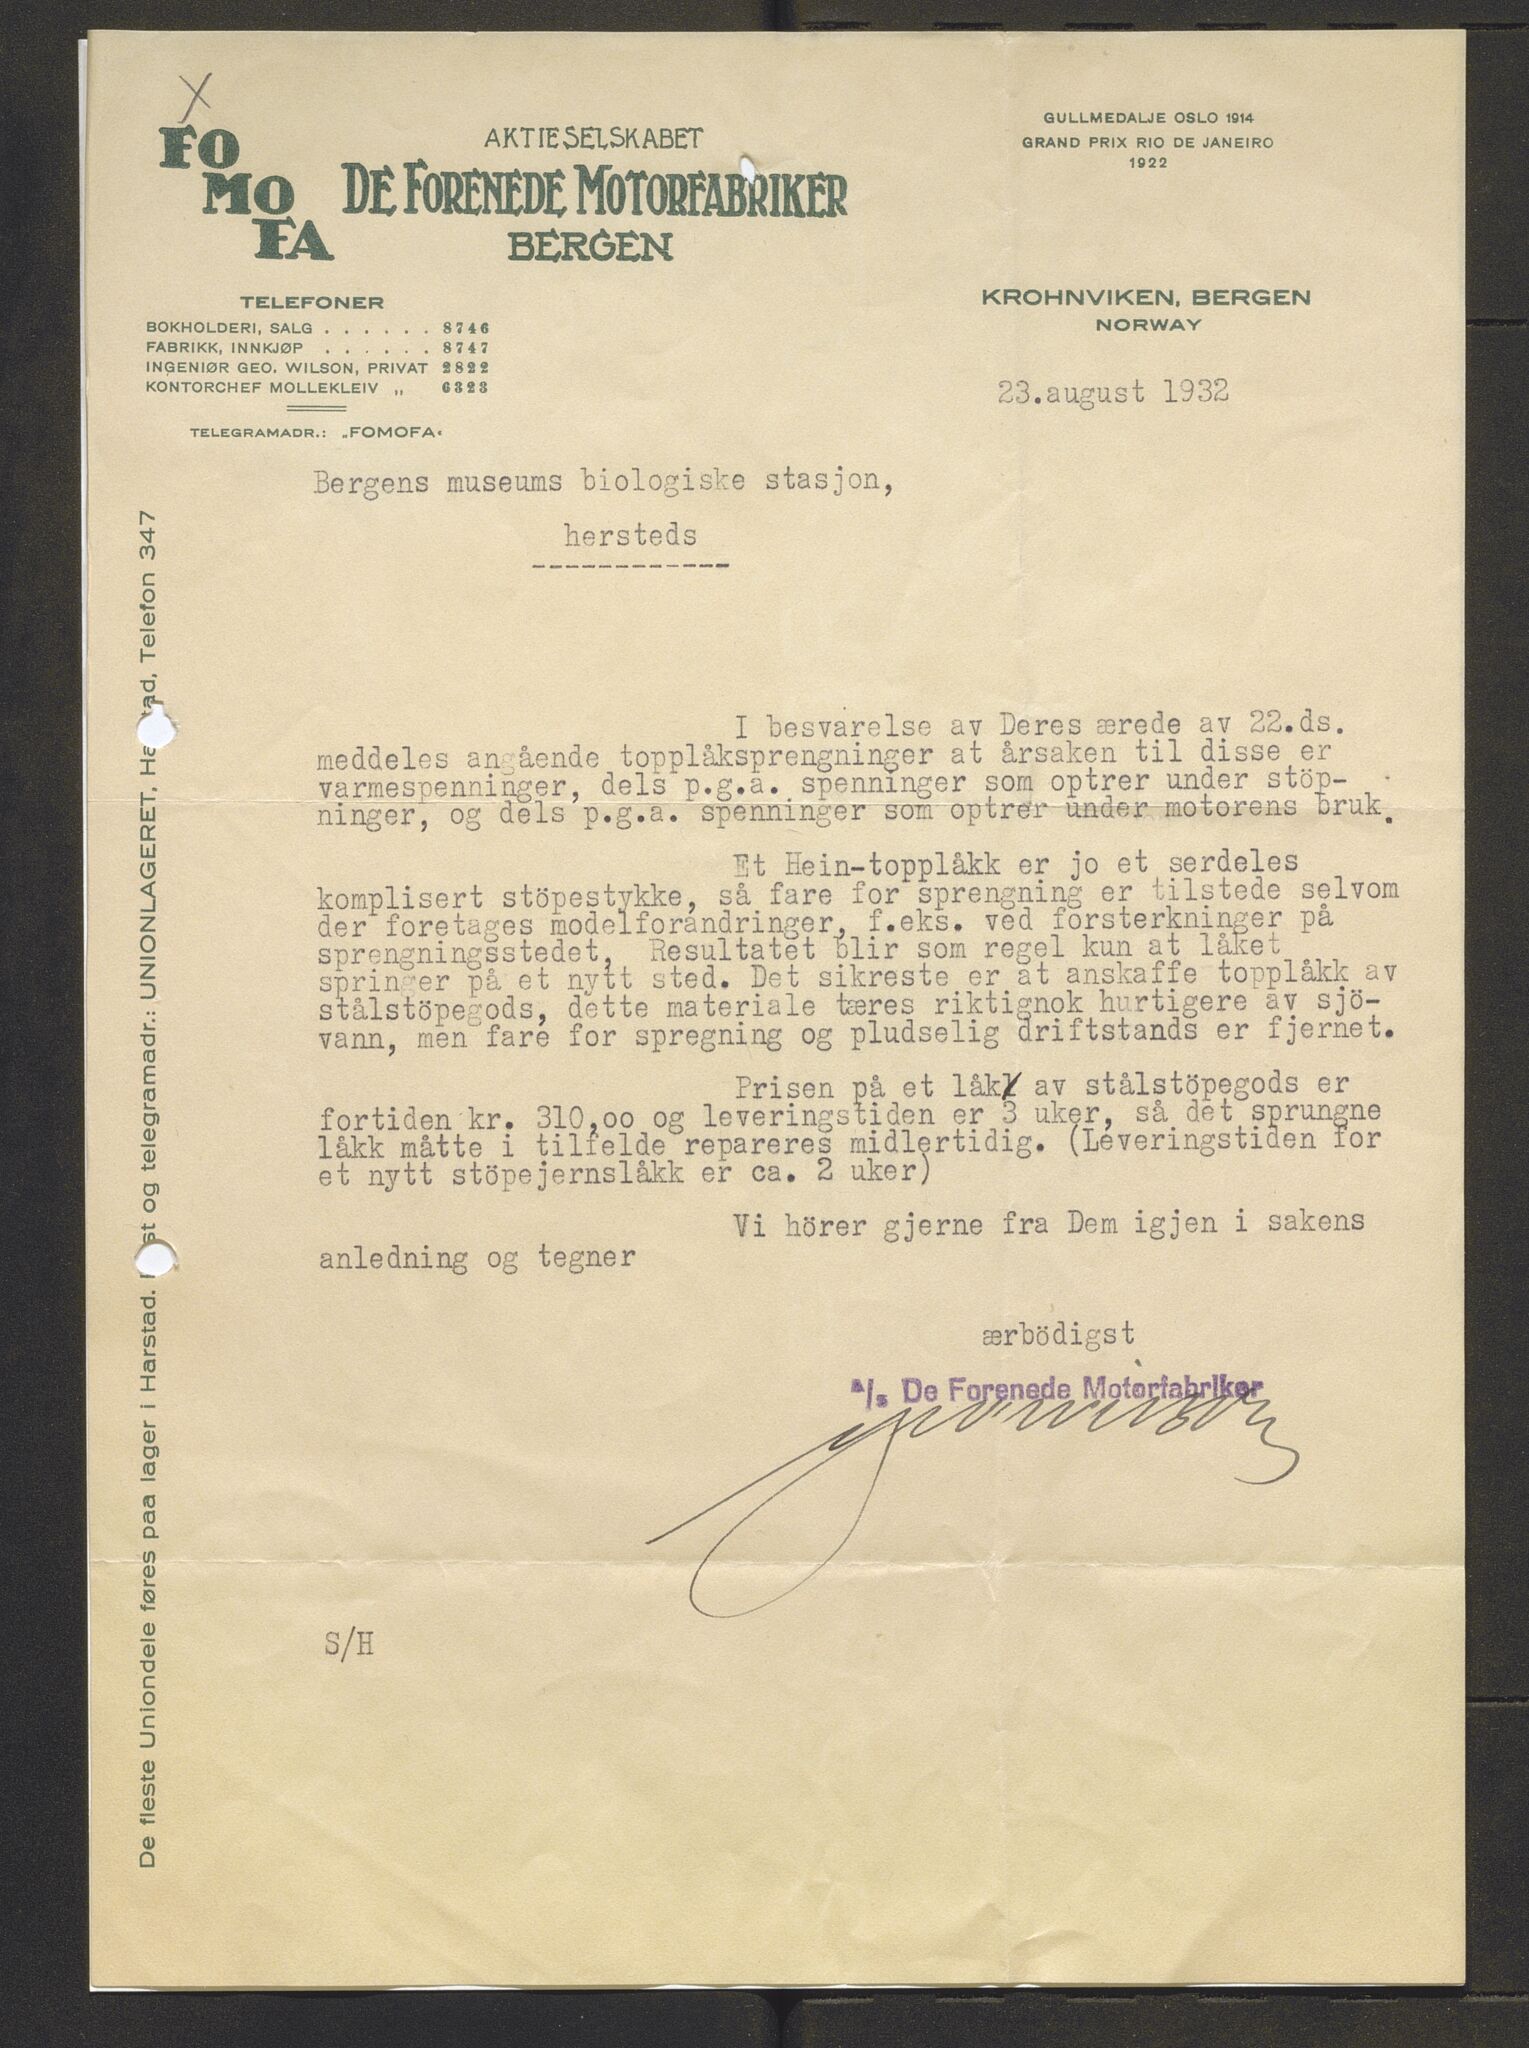 X
FO
MO
FA
AKTIESELSKABET
DE FORENEDE MOTORFABRIKER
BERGEN
GULLMEDALJE OSLO 1914
GRAND PRIX RIO DE JANEIRO
1922
TELEFONER
BOKHOLDERI, SALG . . . . . . 8746
FABRIKK, INNKJØP . . . . . . 8747
INGENIØR GEO. WILSON, PRIVAT 2822
KONTORCHEF MOLLEKLEIV „ 6323
TELEGRAMADR.: „FOMOFA"
KROHNVIKEN, BERGEN
NORWAY
23.august 1932
Bergens museums biologiske stasjon,
hersteds
------------
I besvarelse av Deres ærede av 22.ds.
meddeles angående topplåksprengninger at årsaken til disse er
varmespenninger, dels p.g.a. spenninger som optrer under stöp-
ninger, og dels p.g.a. spenninger som optrer under motorens bruk.
Et Hein-topplåkk er jo et serdeles
komplisert stöpestykke, så fare for sprengning er tilstede selvom
der foretages modelforandringer, f.eks. ved forsterkninger på
sprengningsstedet, Resultatet blir som regel kun at låket
springer på et nytt sted. Det sikreste er at anskaffe topplåkk av
stålstöpegods, dette materiale tæres riktignok hurtigere av sjö-
vann, men fare for spregning og pludselig driftstands er fjernet.
Prisen på et låk av stålstöpegods er
fortiden kr. 310,oo og leveringstiden er 3 uker, så det sprungne
låkk måtte i tilfelde repareres midlertidig. (Leveringstiden for
et nytt stöpejernslåkk er ca. 2 uker)
Vi hörer gjerne fra Dem igjen i sakens
anledning og tegner
ærbödigst
A/S De Forenede Motorfabriker
S/H
De fleste Uniondele føres paa lager i Harstad. st og telegramadr.: UNIONLAGERET, Ha tad, Telefon 347